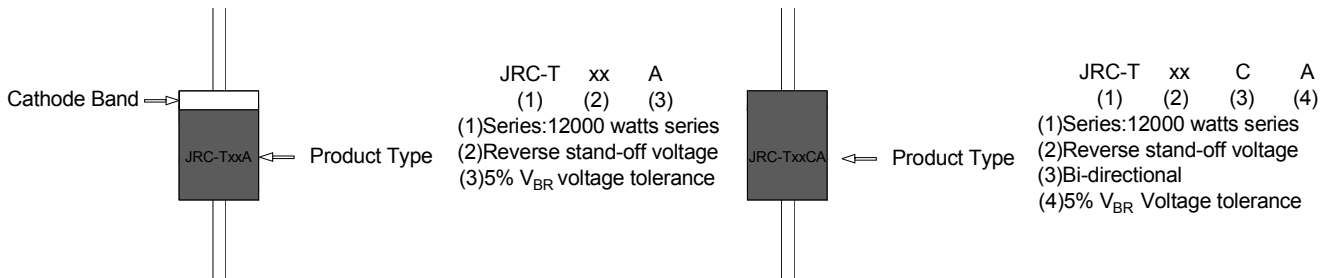 Cathode Band
JRC-TxxA
Product Type
JRC-T xx A
(1) (2) (3)
(1)Series:12000 watts series
(2)Reverse stand-off voltage
(3)5% VBR voltage tolerance
JRC-TxxCA
Product Type
JRC-T xx C A
(1) (2) (3) (4)
(1)Series:12000 watts series
(2)Reverse stand-off voltage
(3)Bi-directional
(4)5% VBR Voltage tolerance